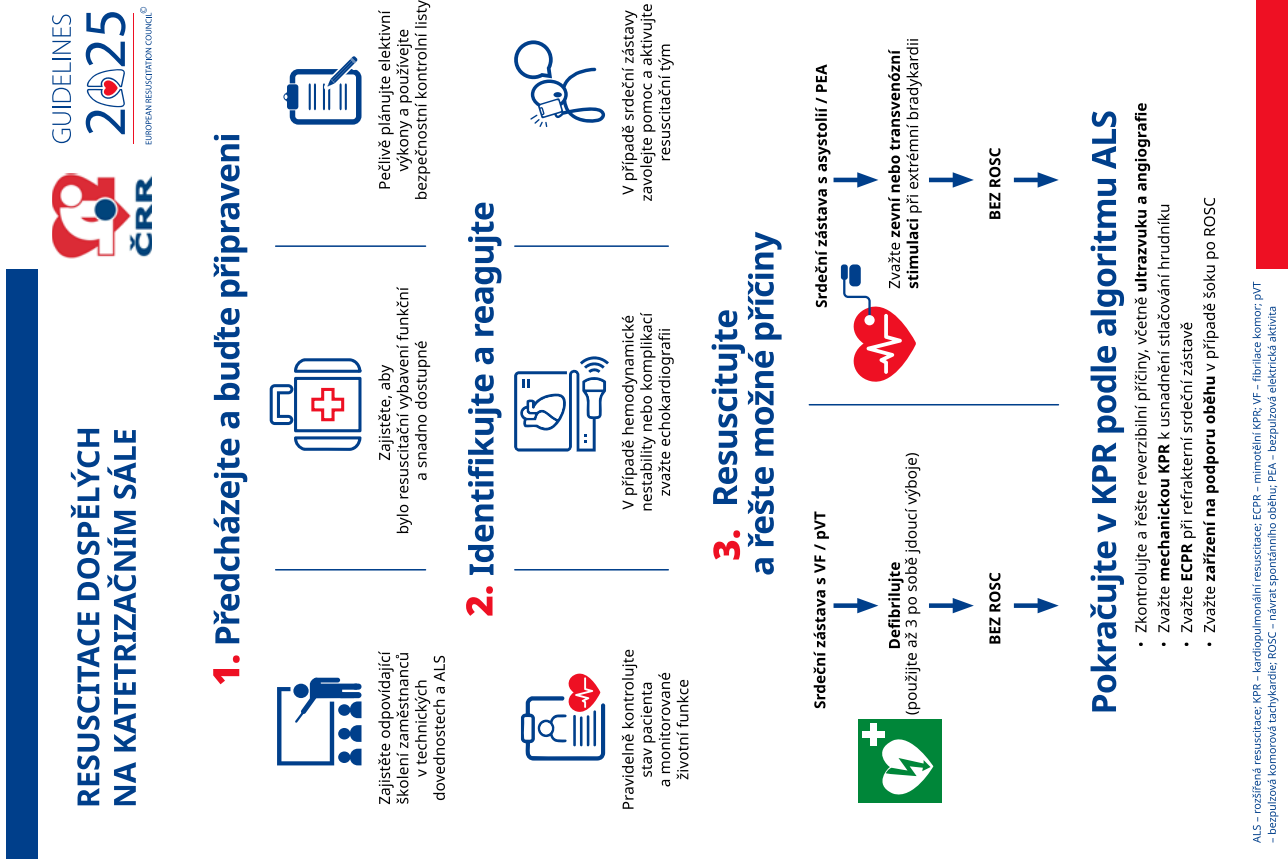 RESUSCITACE DOSPĚLÝCH
NA KATETRIZAČNÍM SÁLE
ČRR
GUIDELINES
2025
EUROPEAN RESUSCITATION COUNCIL©
1. Předcházejte a buďte připraveni
Zajistěte odpovídající
školení zaměstnanců
v technických
dovednostech a ALS
Zajistěte, aby
bylo resuscitační vybavení funkční
a snadno dostupné
Pečlivě plánujte elektivní
výkony a používejte
bezpečnostní kontrolní listy
2. Identifikujte a reagujte
Pravidelně kontrolujte
stav pacienta
a monitorované
životní funkce
V případě hemodynamické
nestability nebo komplikací
zvažte echokardiografii
V případě srdeční zástavy
zavolejte pomoc a aktivujte
resuscitační tým
3. Resuscitujte
a řešte možné příčiny
Srdeční zástava s VF / pVT
Defibrilujte
(použijte až 3 po sobě jdoucí výboje)
BEZ ROSC
Srdeční zástava s asystolií / PEA
Zvažte zevní nebo transvenózní
stimulaci při extrémní bradykardii
BEZ ROSC
Pokračujte v KPR podle algoritmu ALS
• Zkontrolujte a řešte reverzibilní příčiny, včetně ultrazvuku a angiografie
• Zvažte mechanickou KPR k usnadnění stlačování hrudníku
• Zvažte ECPR při refrakterní srdeční zástavě
• Zvažte zařízení na podporu oběhu v případě šoku po ROSC
ALS – rozšířená resuscitace; KPR – kardiopulmonální resuscitace; ECPR – mimotělní KPR; VF – fibrilace komor; pVT
– bezpulzová komorová tachykardie; ROSC – návrat spontánního oběhu; PEA – bezpulzová elektrická aktivita